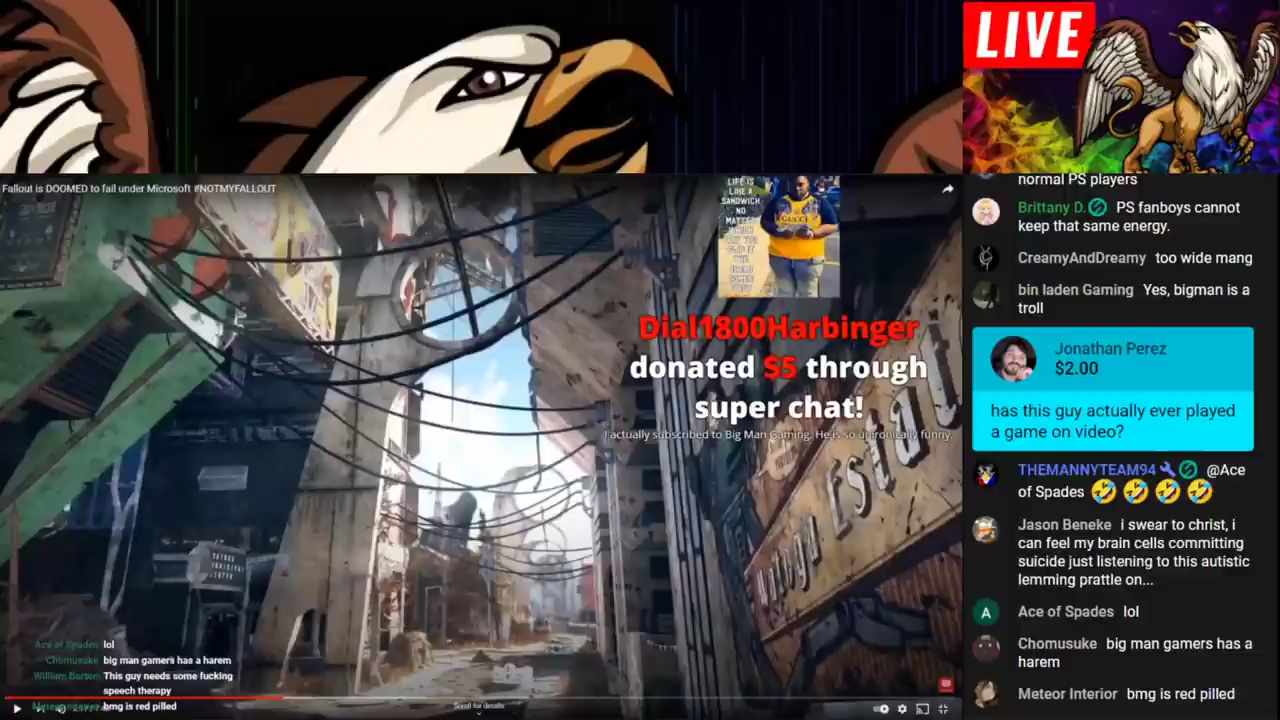 LIVE
Fallout is DOOMED to fail under Microsoft #NOTMYFALLOUT
LIFE IS
LIKE A
SANDWICH
NO
GUCCI
Dial1800Harbinger
donated $5 through
super chat!
I actually subscribed to Big Man Gaming. He is so unironically funny.
Ace of Spades lol
Chomusuke big man gamers has a harem
William Barton This guy needs some fucking
speech therapy
bmg is red pilled
Scroll for details
normal PS players
Brittany D. PS fanboys cannot
keep that same energy.
CreamyAndDreamy too wide mang
bin laden Gaming Yes, bigman is a
troll
Jonathan Perez
$2.00
has this guy actually ever played
a game on video?
THEMANNYTEAM94 @Ace
of Spades 🤣 🤣 🤣 🤣
Jason Beneke i swear to christ, i
can feel my brain cells committing
suicide just listening to this autistic
lemming prattle on...
A Ace of Spades lol
Chomusuke big man gamers has a
harem
Meteor Interior bmg is red pilled